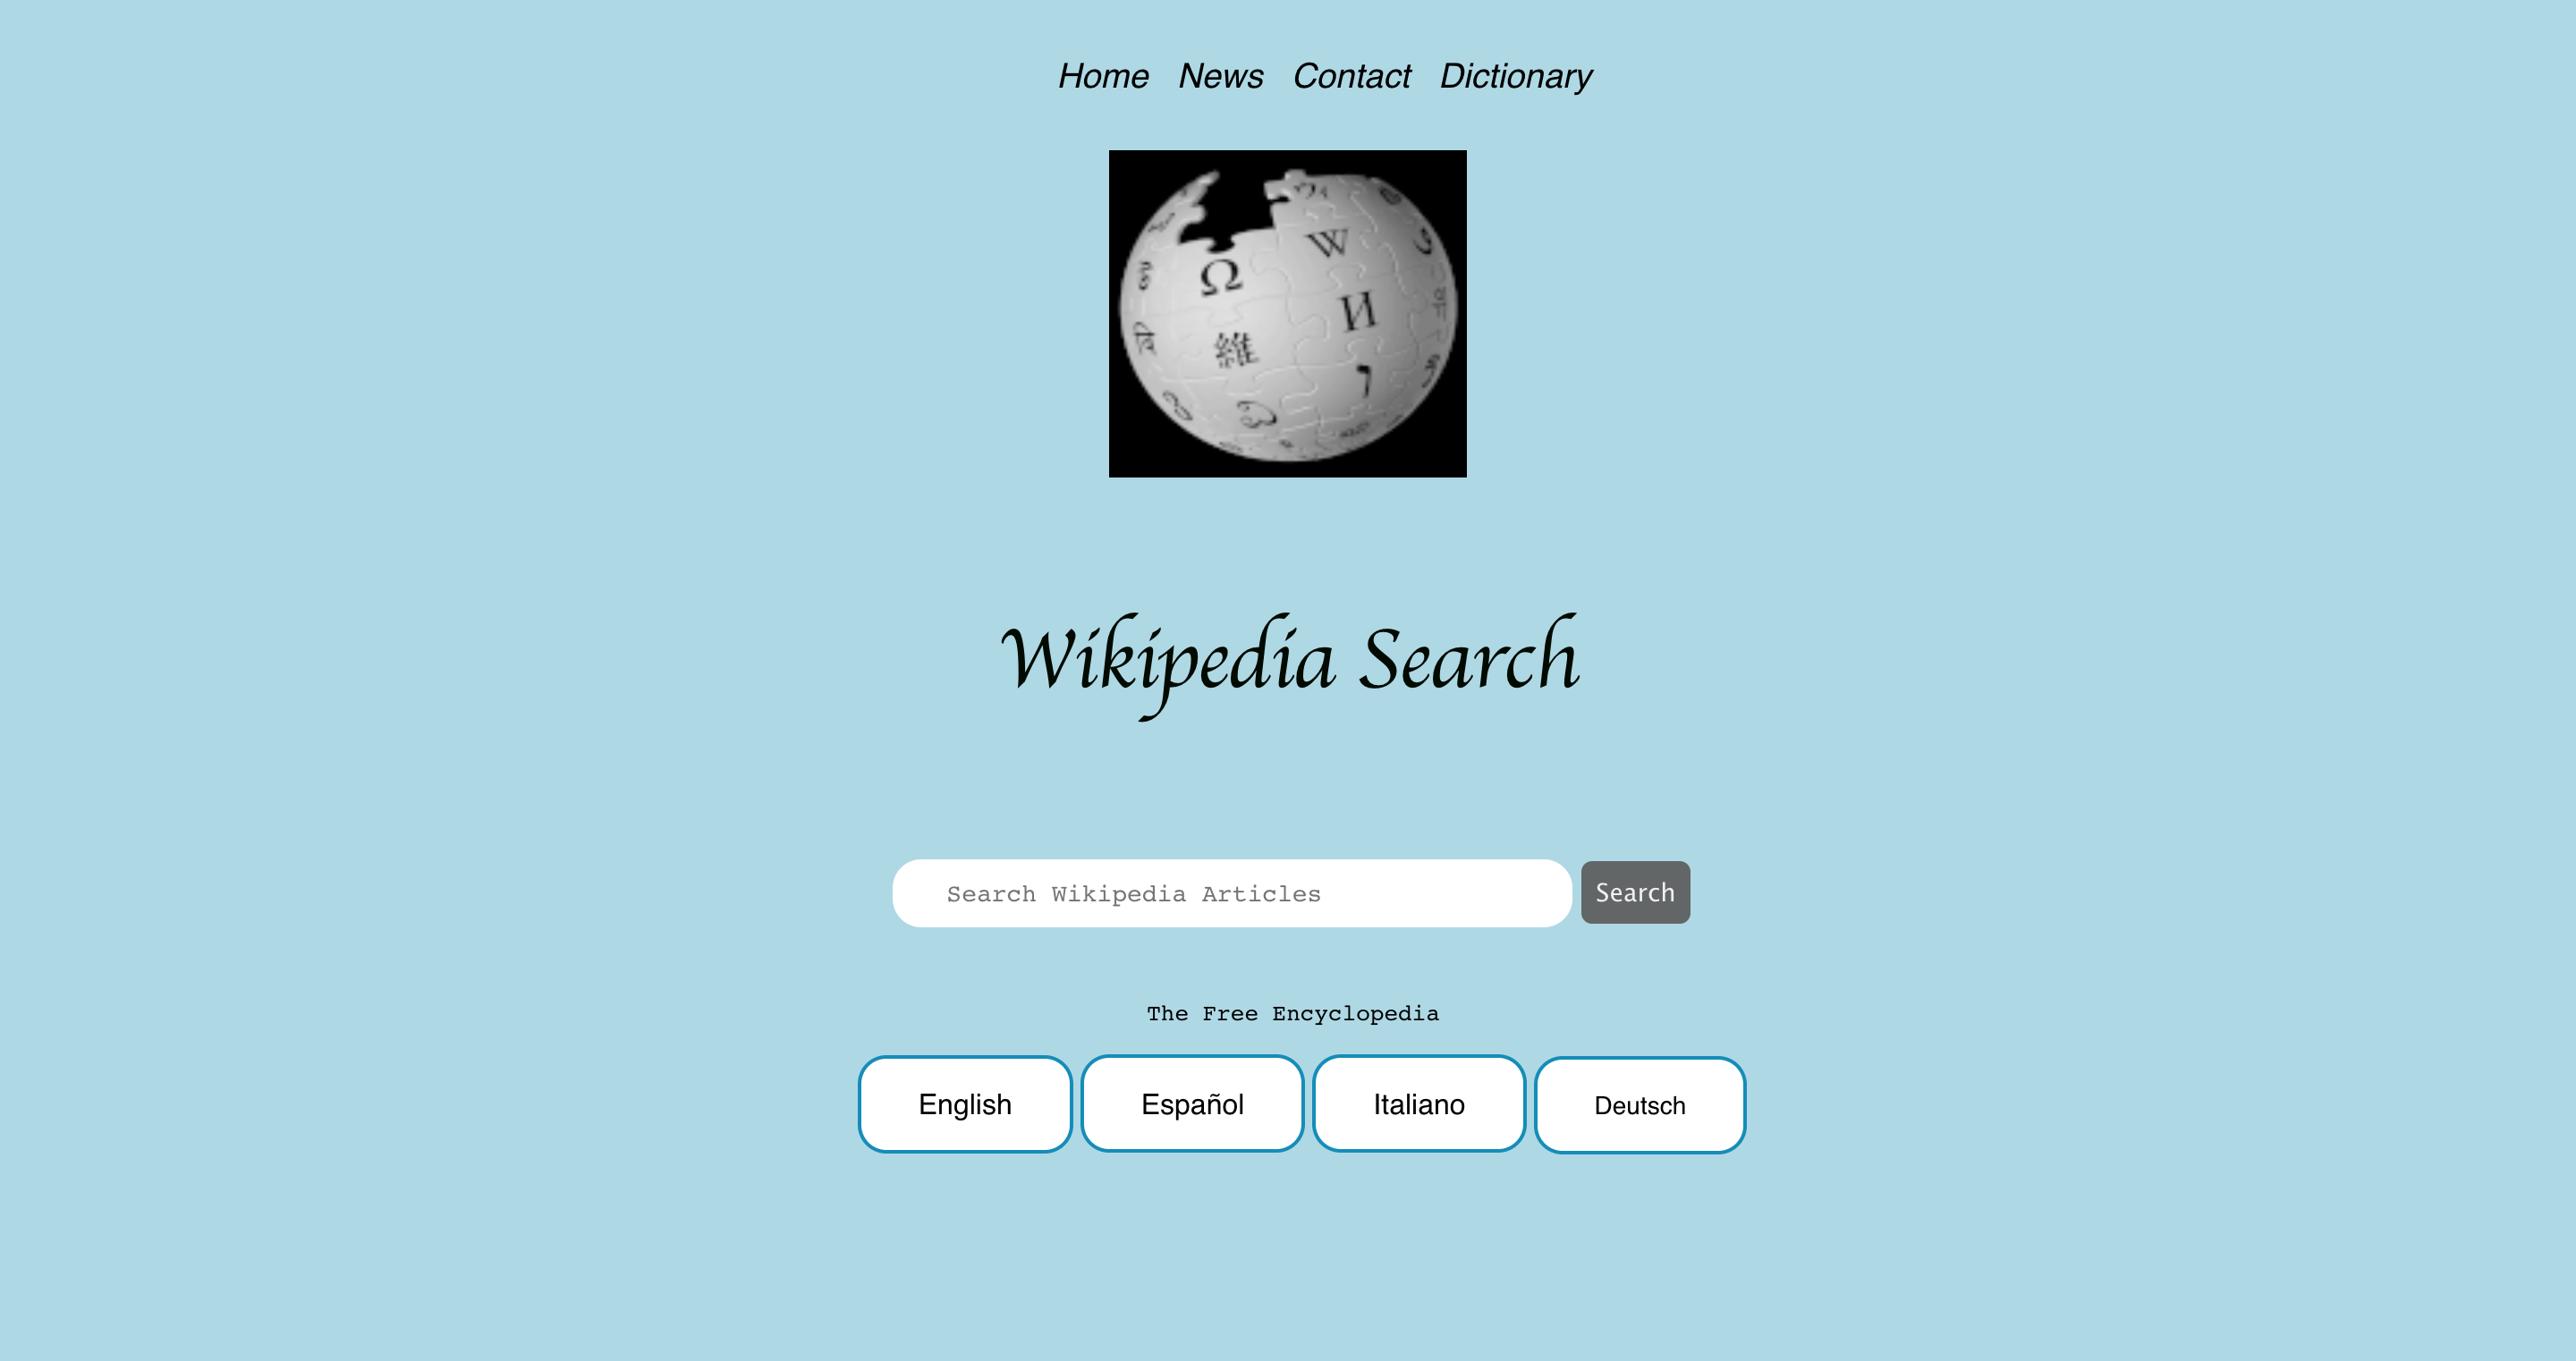 Home News Contact Dictionary
Ω W
И
維
Wikipedia Search
Search Wikipedia Articles Search
The Free Encyclopedia
English Español Italiano Deutsch